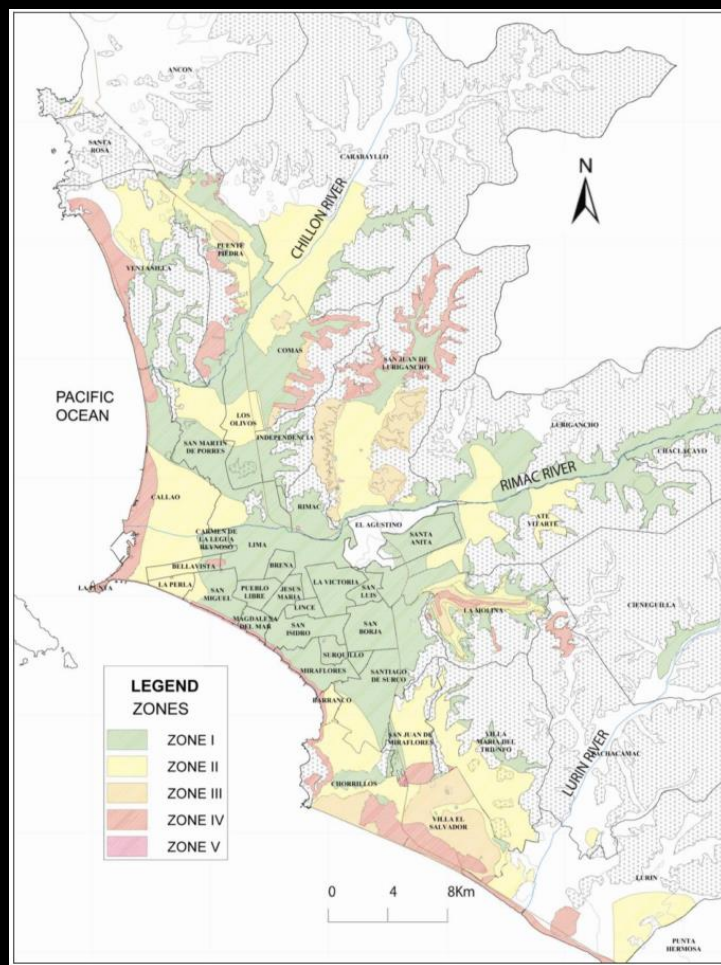 ANCON
SANTA
ROSA
CARABAYLLO
N
CHILLON RIVER
PUENTE
PIEDRA
VENTANILLA
COMAS
SAN JUAN DE
LURIGANCHO
PACIFIC
OCEAN
LOS
OLIVOS
INDEPENDENCIA
SAN MARTIN
DE PORRES
LURIGANCHO
CHACLACAYO
RIMAC RIVER
CALLAO
RIMAC
EL AGUSTINO
ATE
VITARTE
SANTA
ANITA
CARMEN DE
LA LEGUA
REYNOSO
LIMA
BELLAVISTA
BRENA
LA PUNTA
LA PERLA
SAN
MIGUEL
PUEBLO
LIBRE
JESUS
MARIA
LA VICTORIA
SAN
LUIS
LINCE
LA MOLINA
CIENEGUILLA
MAGDALENA
DEL MAR
SAN
ISIDRO
SAN
BORJA
SURQUILLO
MIRAFLORES
SANTIAGO
DE SURCO
BARRANCO
SAN JUAN DE
MIRAFLORES
VILLA
MARIA DEL
TRIUNFO
PACHACAMAC
LURIN RIVER
CHORRILLOS
VILLA EL
SALVADOR
LURIN
PUNTA
HERMOSA
LEGEND
ZONES
ZONE I
ZONE II
ZONE III
ZONE IV
ZONE V
0 4 8Km